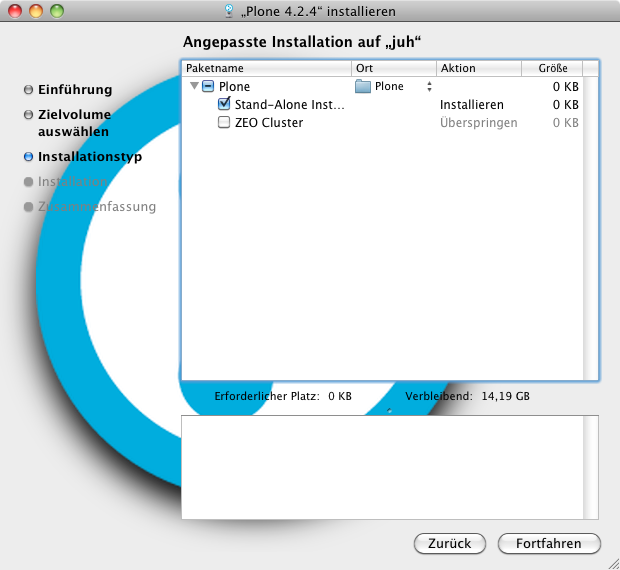 „Plone 4.2.4“ installieren
Angepasste Installation auf „juh“
Einführung
Zielvolume
auswählen
Installationstyp
Installation
Zusammenfassung
Paketname Ort Aktion Größe
Plone Plone 0 KB
Stand-Alone Inst... Installieren 0 KB
ZEO Cluster Überspringen 0 KB
Erforderlicher Platz: 0 KB Verbleibend: 14,19 GB
Zurück Fortfahren